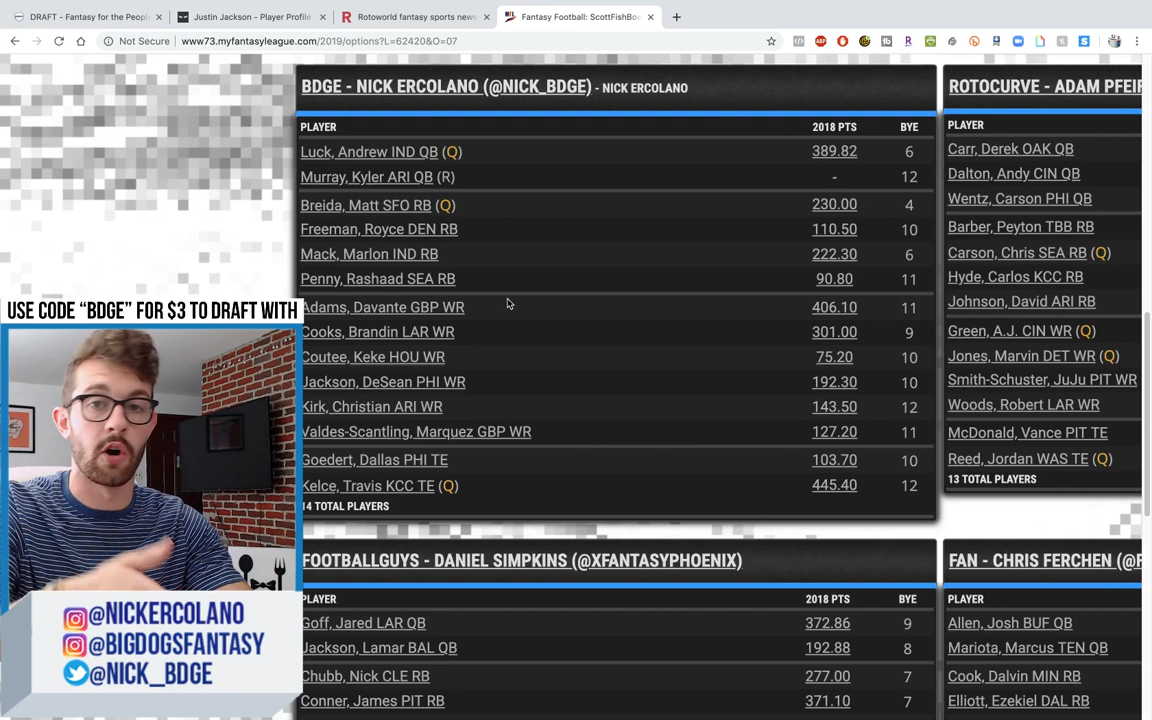 DRAFT - Fantasy for the Peopl
Justin Jackson - Player Profile
Rotoworld fantasy sports news
Fantasy Football: ScottFishBow
Not Secure | www73.myfantasyleague.com/2019/options?L=62420&O=07
BDGE - NICK ERCOLANO (@NICK_BDGE) - NICK ERCOLANO
PLAYER 2018 PTS BYE
Luck, Andrew IND QB (Q) 389.82 6
Murray, Kyler ARI QB (R) - 12
Breida, Matt SFO RB (Q) 230.00 4
Freeman, Royce DEN RB 110.50 10
Mack, Marlon IND RB 222.30 6
Penny, Rashaad SEA RB 90.80 11
Adams, Davante GBP WR 406.10 11
Cooks, Brandin LAR WR 301.00 9
Coutee, Keke HOU WR 75.20 10
Jackson, DeSean PHI WR 192.30 10
Kirk, Christian ARI WR 143.50 12
Valdes-Scantling, Marquez GBP WR 127.20 11
Goedert, Dallas PHI TE 103.70 10
Kelce, Travis KCC TE (Q) 445.40 12
14 TOTAL PLAYERS
ROTOCURVE - ADAM PFEI
PLAYER
Carr, Derek OAK QB
Dalton, Andy CIN QB
Wentz, Carson PHI QB
Barber, Peyton TBB RB
Carson, Chris SEA RB (Q)
Hyde, Carlos KCC RB
Johnson, David ARI RB
Green, A.J. CIN WR (Q)
Jones, Marvin DET WR (Q)
Smith-Schuster, JuJu PIT WR
Woods, Robert LAR WR
McDonald, Vance PIT TE
Reed, Jordan WAS TE (Q)
13 TOTAL PLAYERS
FOOTBALLGUYS - DANIEL SIMPKINS (@XFANTASYPHOENIX)
PLAYER 2018 PTS BYE
Goff, Jared LAR QB 372.86 9
Jackson, Lamar BAL QB 192.88 8
Chubb, Nick CLE RB 277.00 7
Conner, James PIT RB 371.10 7
FAN - CHRIS FERCHEN (@F
PLAYER
Allen, Josh BUF QB
Mariota, Marcus TEN QB
Cook, Dalvin MIN RB
Elliott, Ezekiel DAL RB
USE CODE “BDGE” FOR $3 TO DRAFT WITH
@NICKERCOLANO
@BIGDOGSFANTASY
@NICK_BDGE